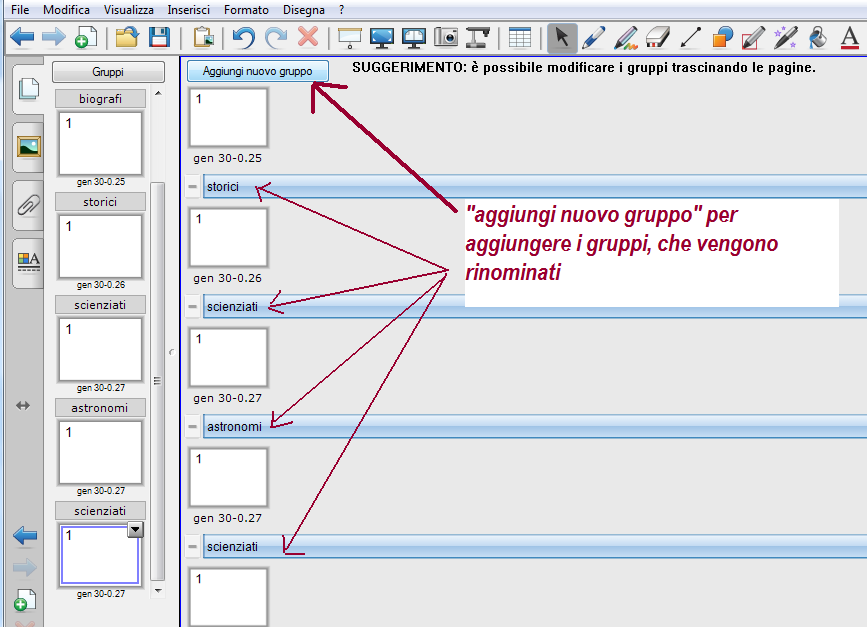 File Modifica Visualizza Inserisci Formato Disegna ?
Gruppi
biografi
1
gen 30-0.25
storici
1
gen 30-0.26
scienziati
1
gen 30-0.27
astronomi
1
gen 30-0.27
scienziati
1
gen 30-0.27
Aggiungi nuovo gruppo
SUGGERIMENTO: è possibile modificare i gruppi trascinando le pagine.
1
gen 30-0.25
storici
1
gen 30-0.26
scienziati
1
gen 30-0.27
astronomi
1
gen 30-0.27
scienziati
1
"aggiungi nuovo gruppo" per
aggiungere i gruppi, che vengono
rinominati